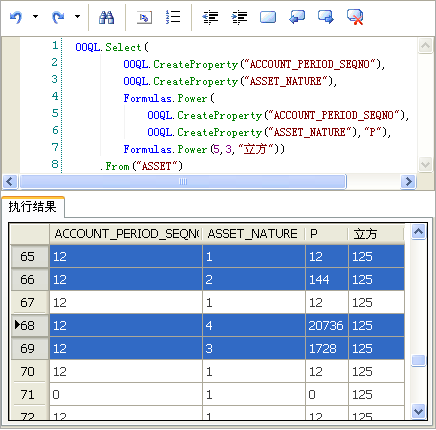 1 OOQL.Select(
2 OOQL.CreateProperty("ACCOUNT_PERIOD_SEQNO"),
3 OOQL.CreateProperty("ASSET_NATURE"),
4 Formulas.Power(
5 OOQL.CreateProperty("ACCOUNT_PERIOD_SEQNO"),
6 OOQL.CreateProperty("ASSET_NATURE"),"P"),
7 Formulas.Power(5,3,"立方"))
8 .From("ASSET")
执行结果
ACCOUNT_PERIOD_SEQNO ASSET_NATURE P 立方
65 12 1 12 125
66 12 2 144 125
67 12 1 12 125
68 12 4 20736 125
69 12 3 1728 125
70 12 1 12 125
71 0 1 0 125
72 12 1 12 125